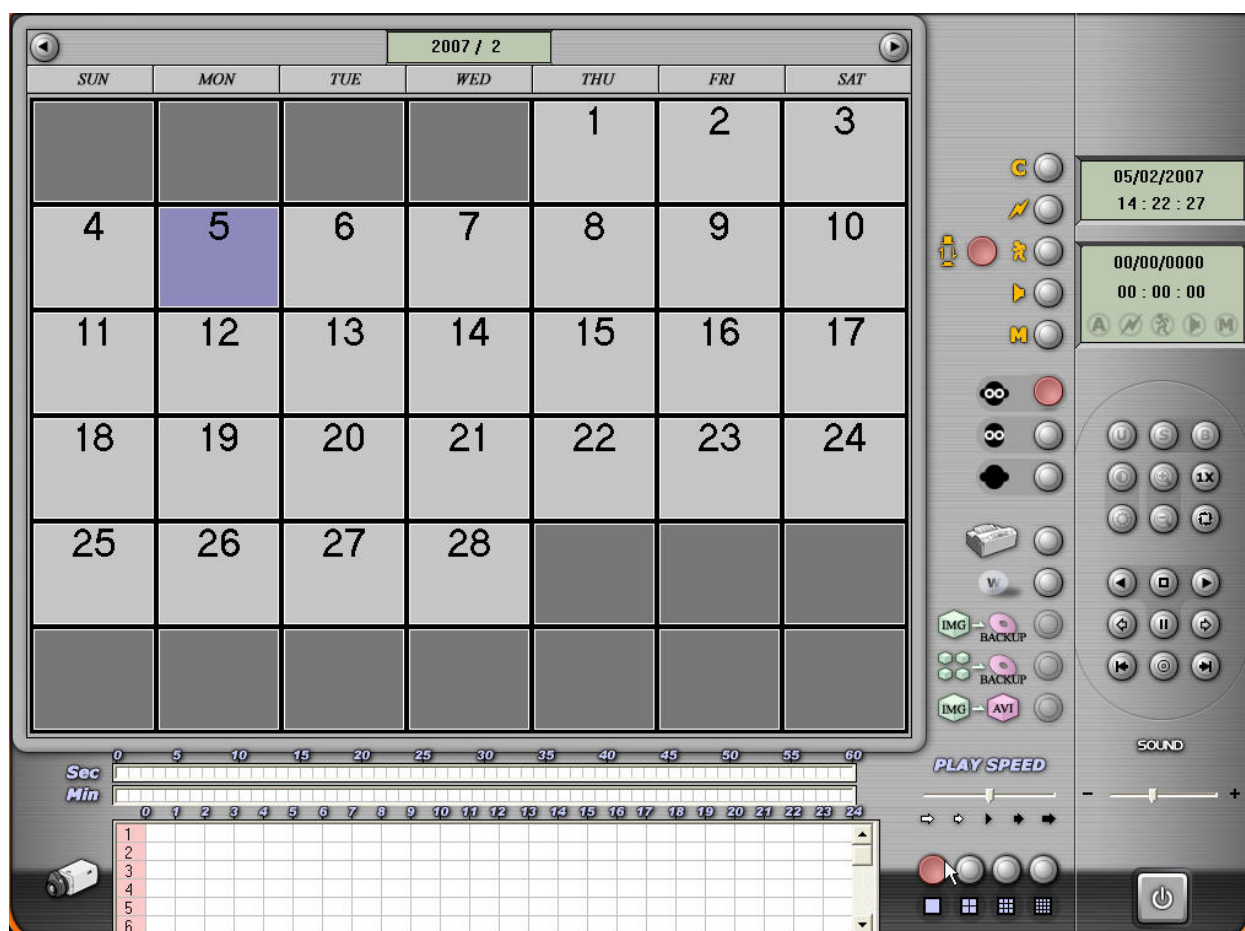 2007 / 2
SUN MON TUE WED THU FRI SAT
1 2 3
4 5 6 7 8 9 10
11 12 13 14 15 16 17
18 19 20 21 22 23 24
25 26 27 28
C
M
W
IMG BACKUP
BACKUP
IMG AVI
05/02/2007
14 : 22 : 27
00/00/0000
00 : 00 : 00
A M
U S B
1X
SOUND
- +
PLAY SPEED
0 5 10 15 20 25 30 35 40 45 50 55 60
Sec
Min
0 1 2 3 4 5 6 7 8 9 10 11 12 13 14 15 16 17 18 19 20 21 22 23 24
1
2
3
4
5
6